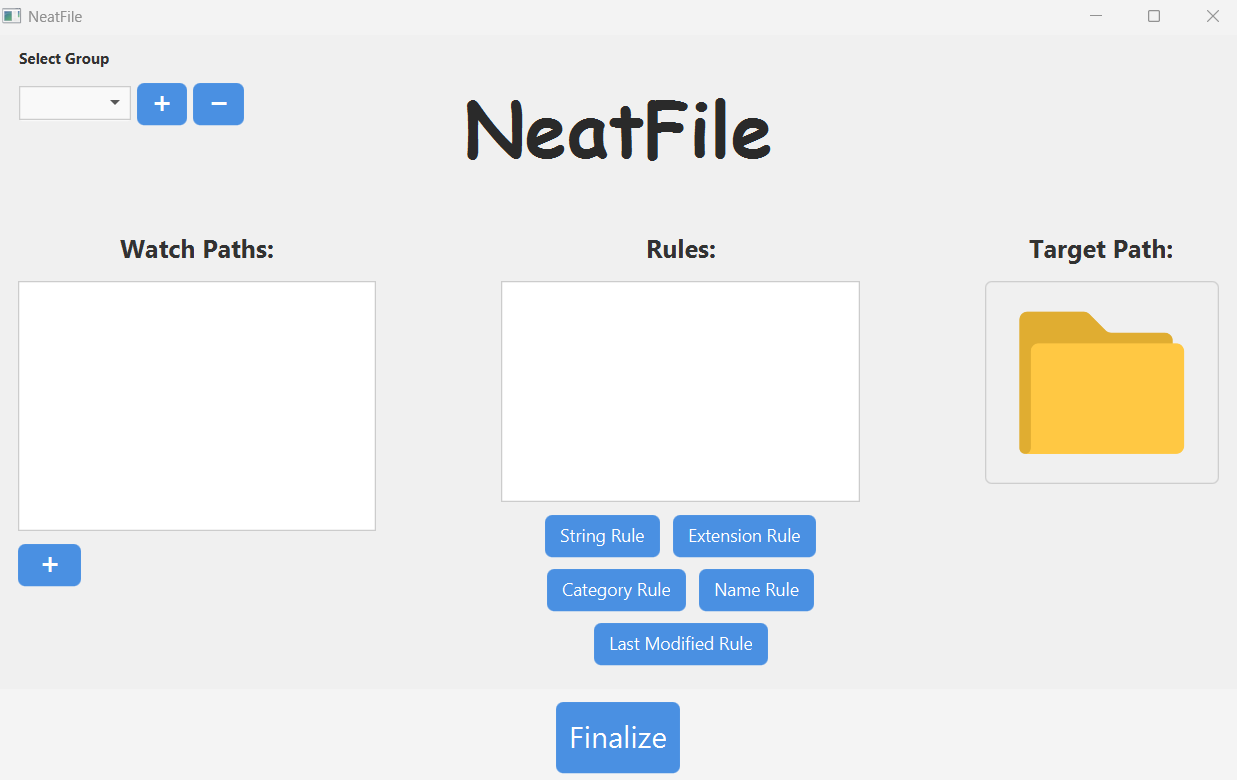 NeatFile
Select Group
+ −
NeatFile
Watch Paths:
Rules:
Target Path:
String Rule
Extension Rule
+
Category Rule
Name Rule
Last Modified Rule
Finalize